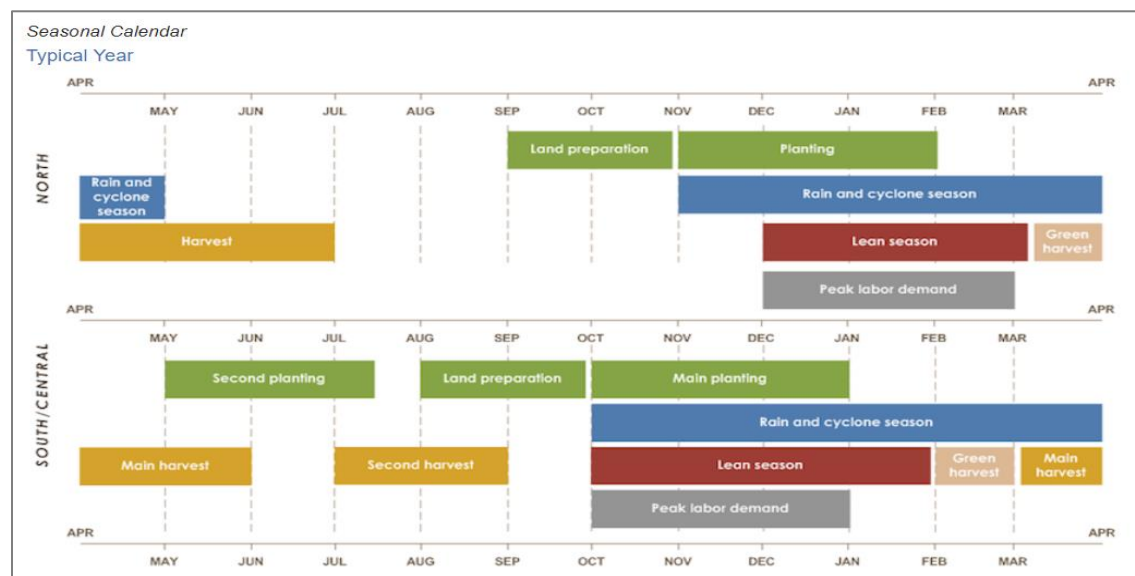 Seasonal Calendar
Typical Year
APR APR
MAY JUN JUL AUG SEP OCT NOV DEC JAN FEB MAR
NORTH
Land preparation Planting
Rain and
cyclone
season
Rain and cyclone season
Harvest Lean season
Green
harvest
Peak labor demand
APR APR
MAY JUN JUL AUG SEP OCT NOV DEC JAN FEB MAR
SOUTH/CENTRAL
Second planting Land preparation Main planting
Rain and cyclone season
Main harvest Second harvest Lean season
Green
harvest
Main
harvest
Peak labor demand
APR APR
MAY JUN JUL AUG SEP OCT NOV DEC JAN FEB MAR